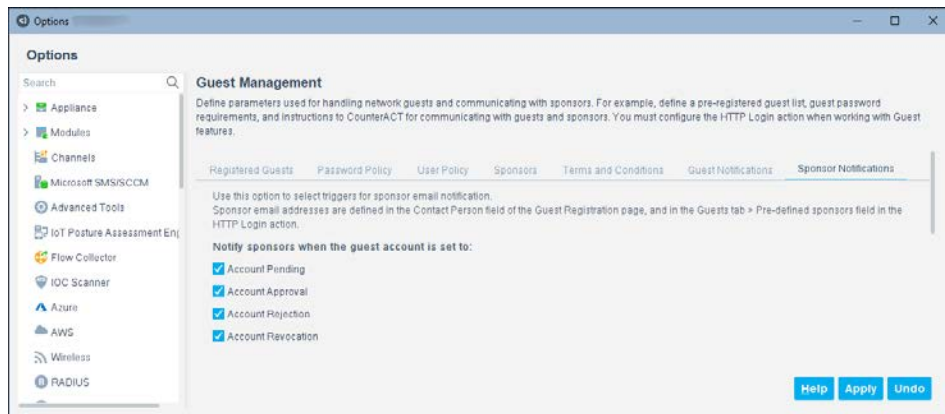 Options
Options
Search
Appliance
Modules
Channels
Microsoft SMS/SCCM
Advanced Tools
IoT Posture Assessment Eng
Flow Collector
IOC Scanner
Azure
AWS
Wireless
RADIUS
Guest Management
Define parameters used for handling network guests and communicating with sponsors. For example, define a pre-registered guest list, guest password
requirements, and instructions to CounterACT for communicating with guests and sponsors. You must configure the HTTP Login action when working with Guest
features.
Registered Guests Password Policy User Policy Sponsors Terms and Conditions Guest Notifications Sponsor Notifications
Use this option to select triggers for sponsor email notification.
Sponsor email addresses are defined in the Contact Person field of the Guest Registration page, and in the Guests tab > Pre-defined sponsors field in the
HTTP Login action.
Notify sponsors when the guest account is set to:
Account Pending
Account Approval
Account Rejection
Account Revocation
Help Apply Undo